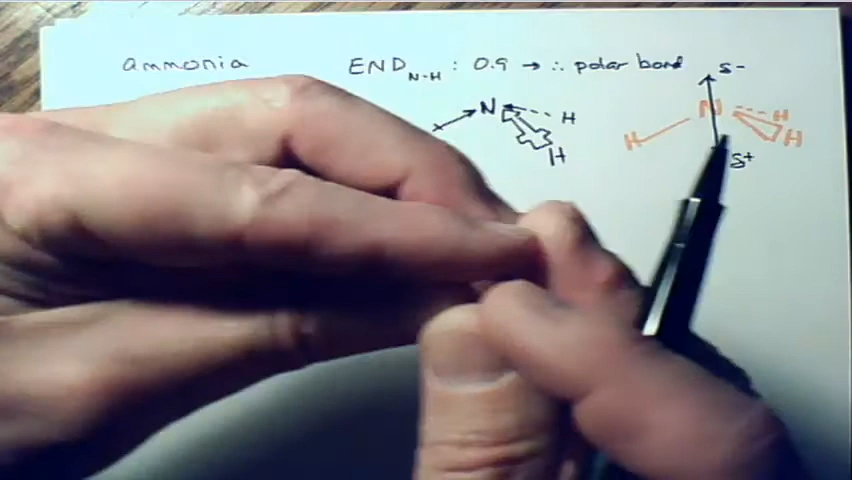 ammonia END N-H : 0.9 → ∴ polar bond
N H H
δ-
N H H H
δ+